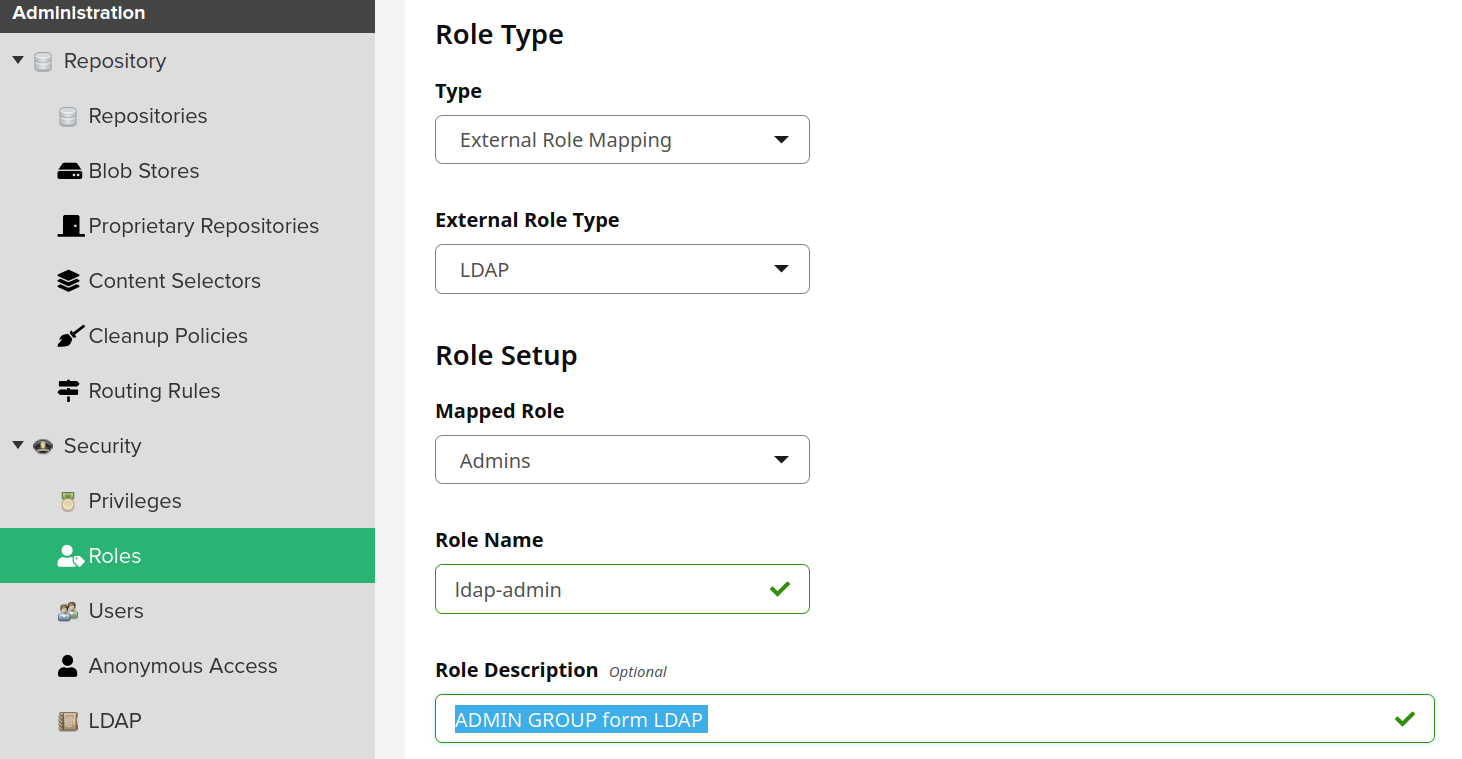 Administration
Repository
Repositories
Blob Stores
Proprietary Repositories
Content Selectors
Cleanup Policies
Routing Rules
Security
Privileges
Roles
Users
Anonymous Access
LDAP
Role Type
Type
External Role Mapping
External Role Type
LDAP
Role Setup
Mapped Role
Admins
Role Name
ldap-admin
Role Description Optional
ADMIN GROUP form LDAP